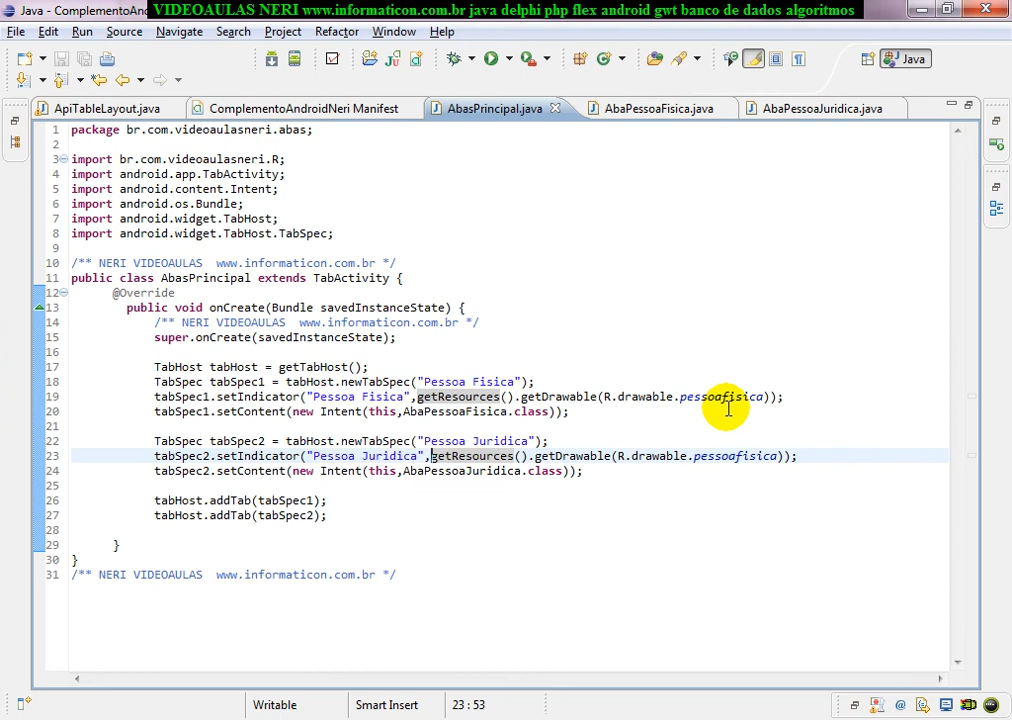 Java - ComplementoAnd
VIDEOAULAS NERI www.informaticon.com.br java delphi php flex android gwt banco de dados algoritmos
File Edit Run Source Navigate Search Project Refactor Window Help
Java
ApiTableLayout.java ComplementoAndroidNeri Manifest AbasPrincipal.java AbaPessoaFisica.java AbaPessoaJuridica.java
1 package br.com.videoaulasneri.abas;
2
3 import br.com.videoaulasneri.R;
4 import android.app.TabActivity;
5 import android.content.Intent;
6 import android.os.Bundle;
7 import android.widget.TabHost;
8 import android.widget.TabHost.TabSpec;
9
10 /** NERI VIDEOAULAS www.informaticon.com.br */
11 public class AbasPrincipal extends TabActivity {
12 @Override
13 public void onCreate(Bundle savedInstanceState) {
14 /** NERI VIDEOAULAS www.informaticon.com.br */
15 super.onCreate(savedInstanceState);
16
17 TabHost tabHost = getTabHost();
18 TabSpec tabSpec1 = tabHost.newTabSpec("Pessoa Fisica");
19 tabSpec1.setIndicator("Pessoa Fisica",getResources().getDrawable(R.drawable.pessoafisica));
20 tabSpec1.setContent(new Intent(this,AbaPessoaFisica.class));
21
22 TabSpec tabSpec2 = tabHost.newTabSpec("Pessoa Juridica");
23 tabSpec2.setIndicator("Pessoa Juridica",getResources().getDrawable(R.drawable.pessoafisica));
24 tabSpec2.setContent(new Intent(this,AbaPessoaJuridica.class));
25
26 tabHost.addTab(tabSpec1);
27 tabHost.addTab(tabSpec2);
28
29 }
30 }
31 /** NERI VIDEOAULAS www.informaticon.com.br */
Writable Smart Insert 23 : 53